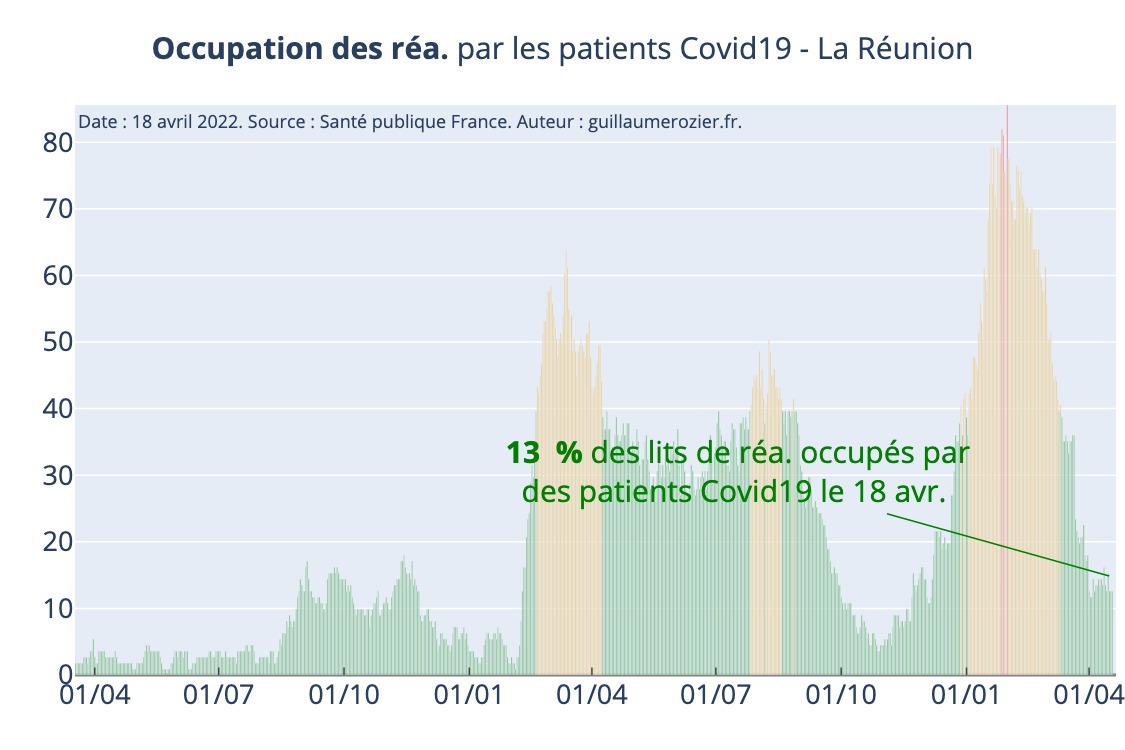 Occupation des réa. par les patients Covid19 - La Réunion
Date : 18 avril 2022. Source : Santé publique France. Auteur : guillaumerozier.fr.
80
70
60
50
40
30
20
10
0
13 % des lits de réa. occupés par
des patients Covid19 le 18 avr.
01/04 01/07 01/10 01/01 01/04 01/07 01/10 01/01 01/04